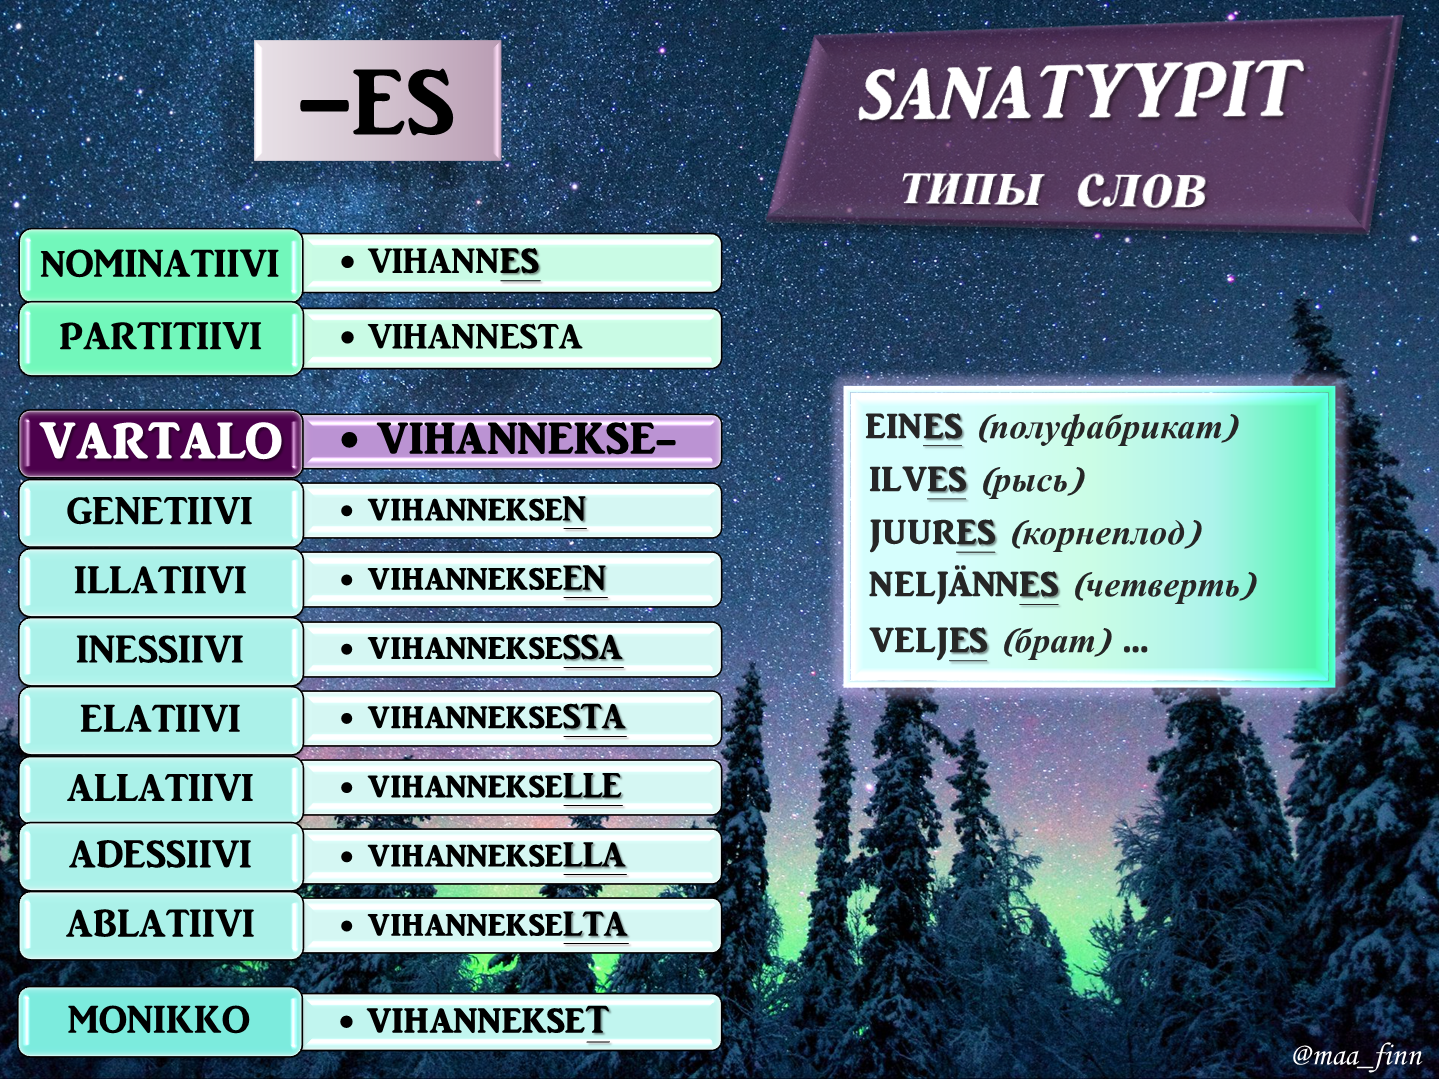 –ES
SANATYYPIT
типы слов
NOMINATIIVI • VIHANNES
PARTITIIVI • VIHANNESTA
VARTALO • VIHANNEKSE–
GENETIIVI • VIHANNEKSEN
ILLATIIVI • VIHANNEKSEEN
INESSIIVI • VIHANNEKSESSA
ELATIIVI • VIHANNEKSESTA
ALLATIIVI • VIHANNEKSELLE
ADESSIIVI • VIHANNEKSELLA
ABLATIIVI • VIHANNEKSELTA
MONIKKO • VIHANNEKSET
EINES (полуфабрикат)
ILVES (рысь)
JUURES (корнеплод)
NELJÄNNES (четверть)
VELJES (брат) ...
@maa_finn